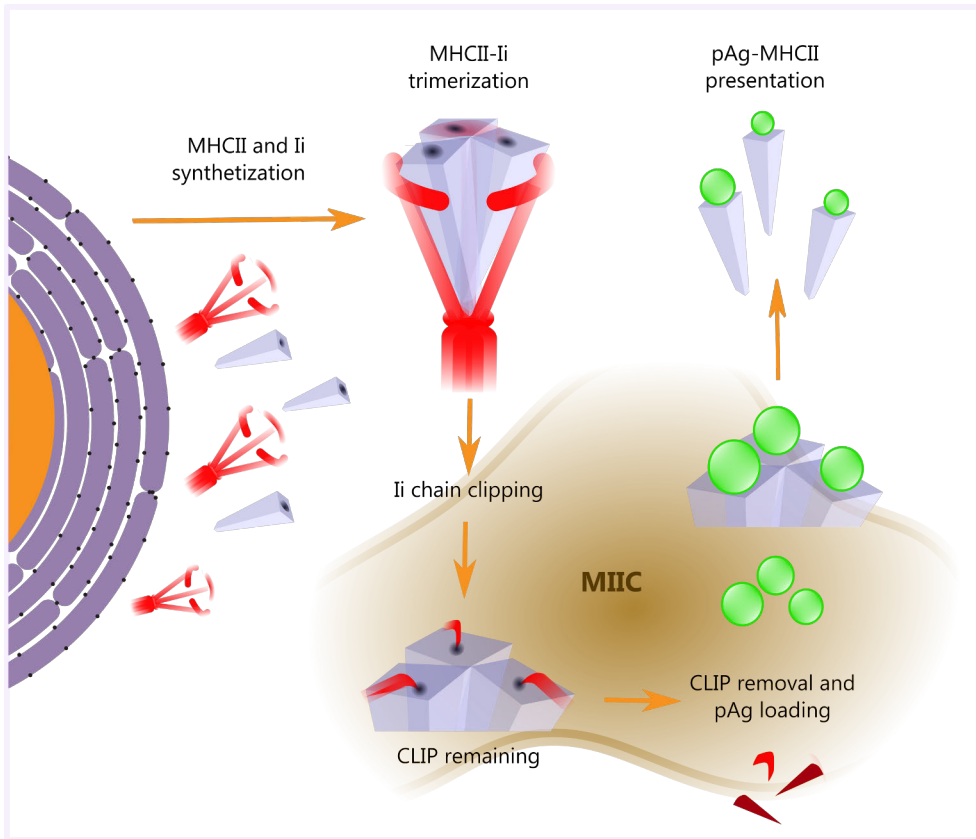 MHCII and Ii
synthetization
MHCII-Ii
trimerization
pAg-MHCII
presentation
Ii chain clipping
MIIC
CLIP remaining
CLIP removal and
pAg loading